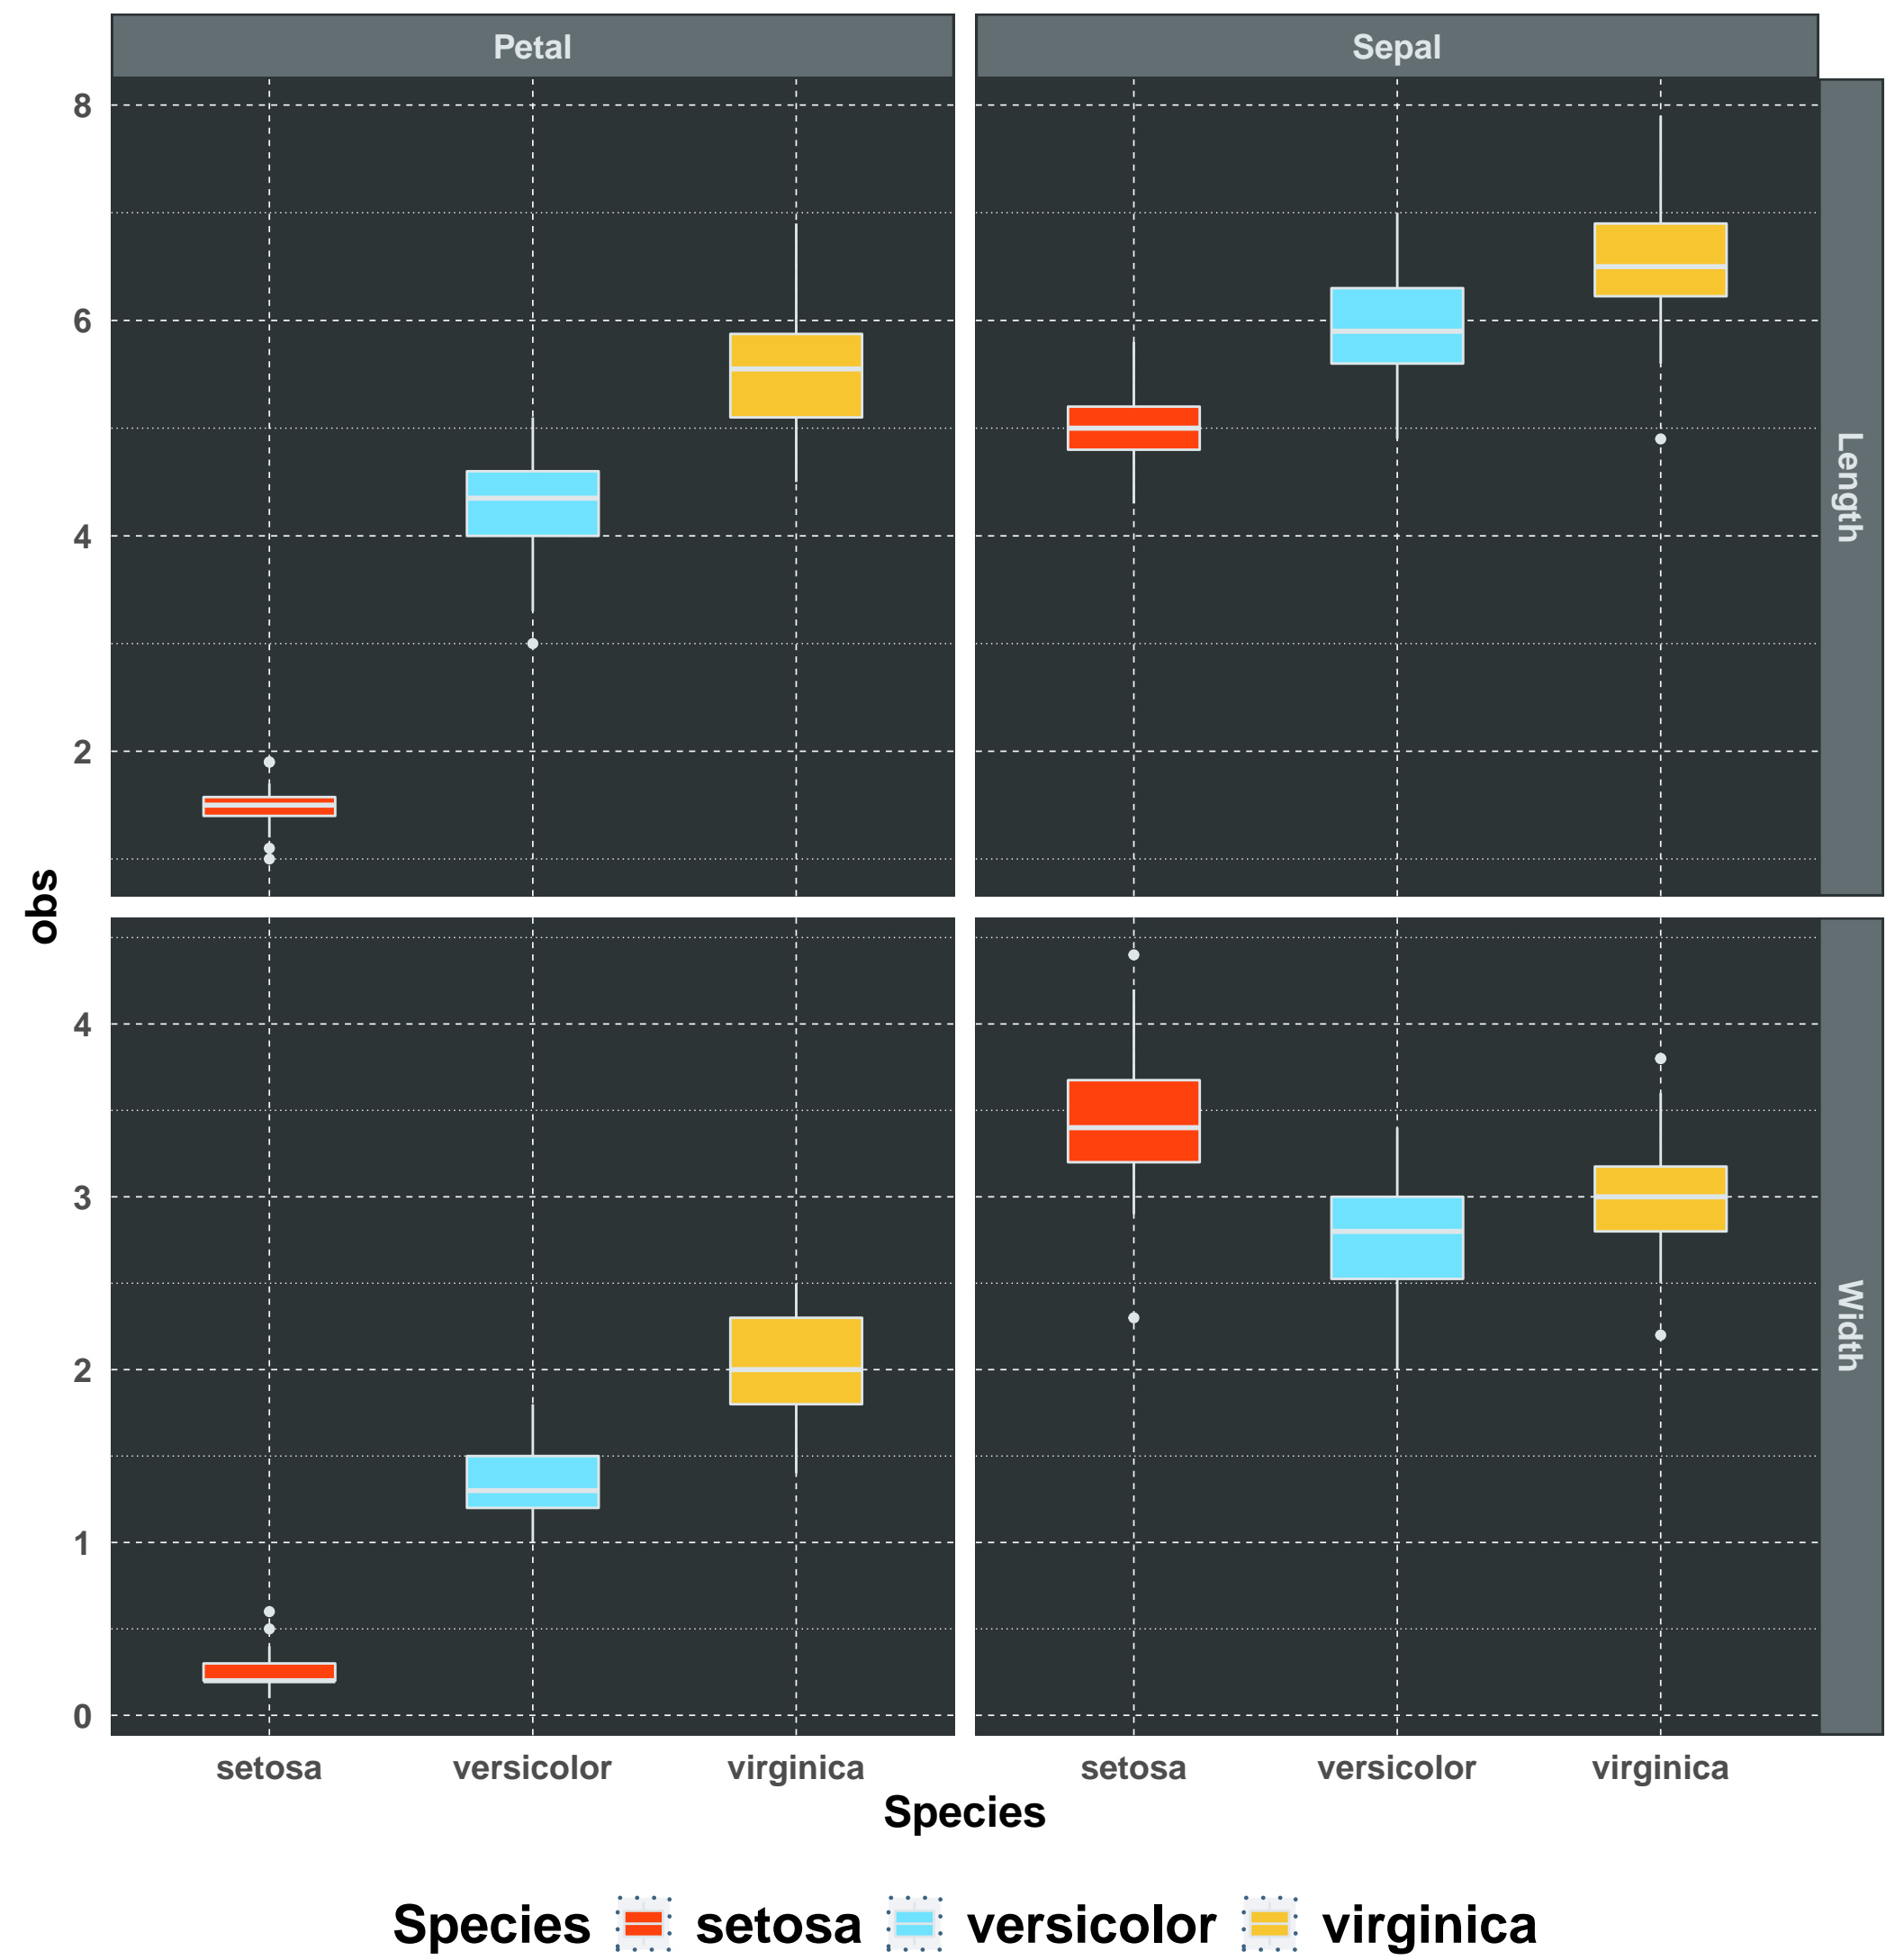 Petal Sepal
8
6
4
2
Length
obs
4
3
2
1
0
Width
setosa versicolor virginica setosa versicolor virginica
Species
Species setosa versicolor virginica